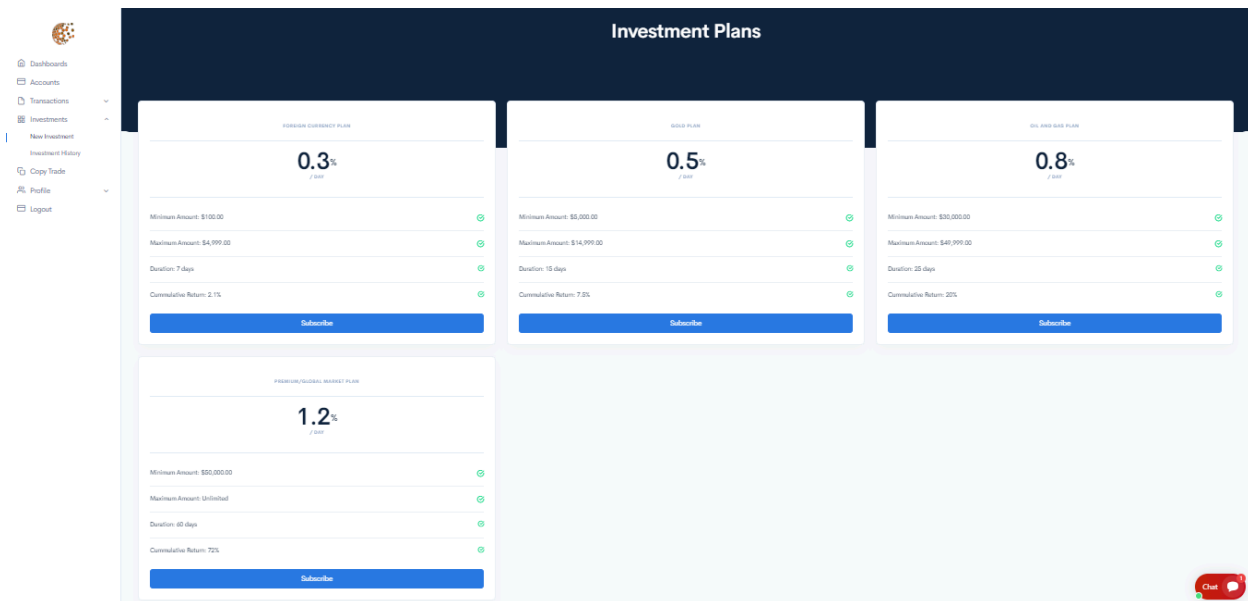 Investment Plans
Dashboards
Accounts
Transactions
Investments
New Investment
Investment History
Copy Trade
Profile
Logout
FOREIGN CURRENCY PLAN
0.3%
/ DAY
Minimum Amount: $100.00
Maximum Amount: $4,999.00
Duration: 7 days
Cummulative Return: 2.1%
Subscribe
GOLD PLAN
0.5%
/ DAY
Minimum Amount: $5,000.00
Maximum Amount: $14,999.00
Duration: 15 days
Cummulative Return: 7.5%
Subscribe
OIL AND GAS PLAN
0.8%
/ DAY
Minimum Amount: $30,000.00
Maximum Amount: $49,999.00
Duration: 25 days
Cummulative Return: 20%
Subscribe
PREMIUM/GLOBAL MARKET PLAN
1.2%
/ DAY
Minimum Amount: $50,000.00
Maximum Amount: Unlimited
Duration: 60 days
Cummulative Return: 72%
Subscribe
Chat
1